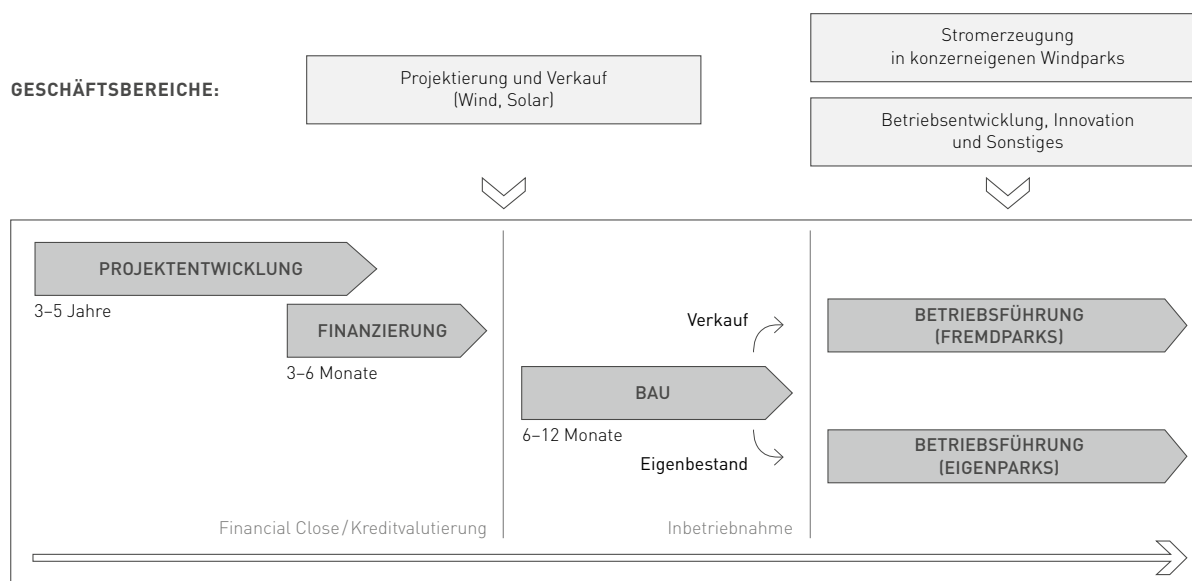 GESCHÄFTSBEREICHE:
Projektierung und Verkauf
(Wind, Solar)
Stromerzeugung
in konzerneigenen Windparks
Betriebsentwicklung, Innovation
und Sonstiges
PROJEKTENTWICKLUNG
3–5 Jahre
FINANZIERUNG
3–6 Monate
Verkauf
BAU
6–12 Monate
Eigenbestand
BETRIEBSFÜHRUNG
(FREMDPARKS)
BETRIEBSFÜHRUNG
(EIGENPARKS)
Financial Close/Kreditvalutierung
Inbetriebnahme